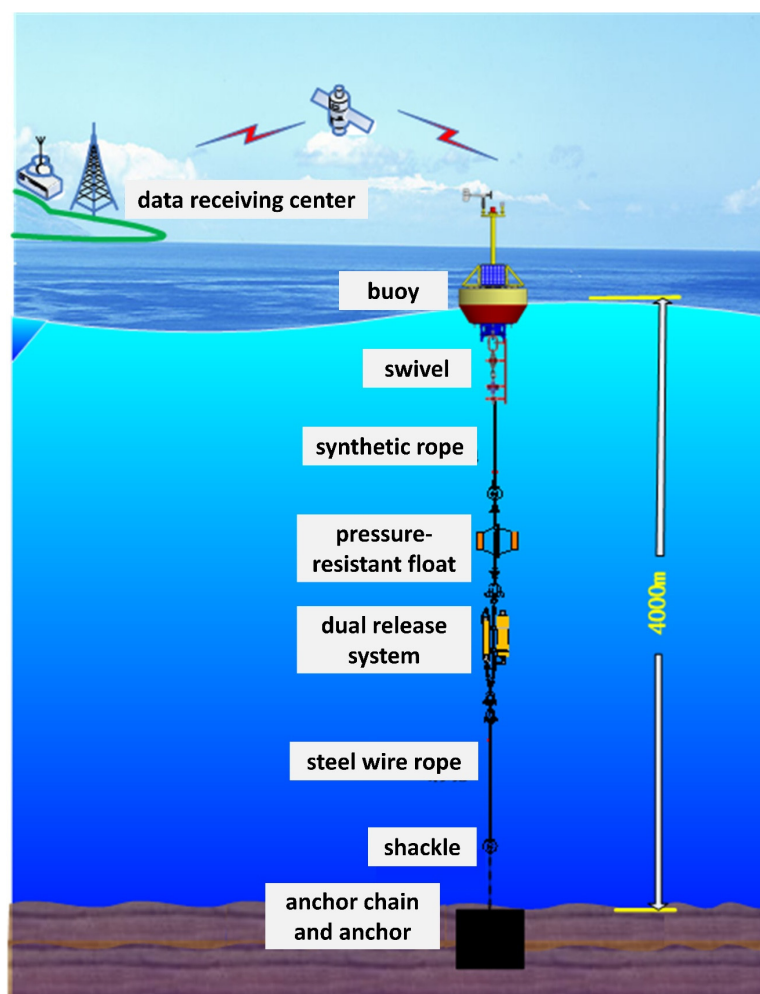 data receiving center
buoy
swivel
synthetic rope
pressure-
resistant float
dual release
system
4000m
steel wire rope
shackle
anchor chain
and anchor